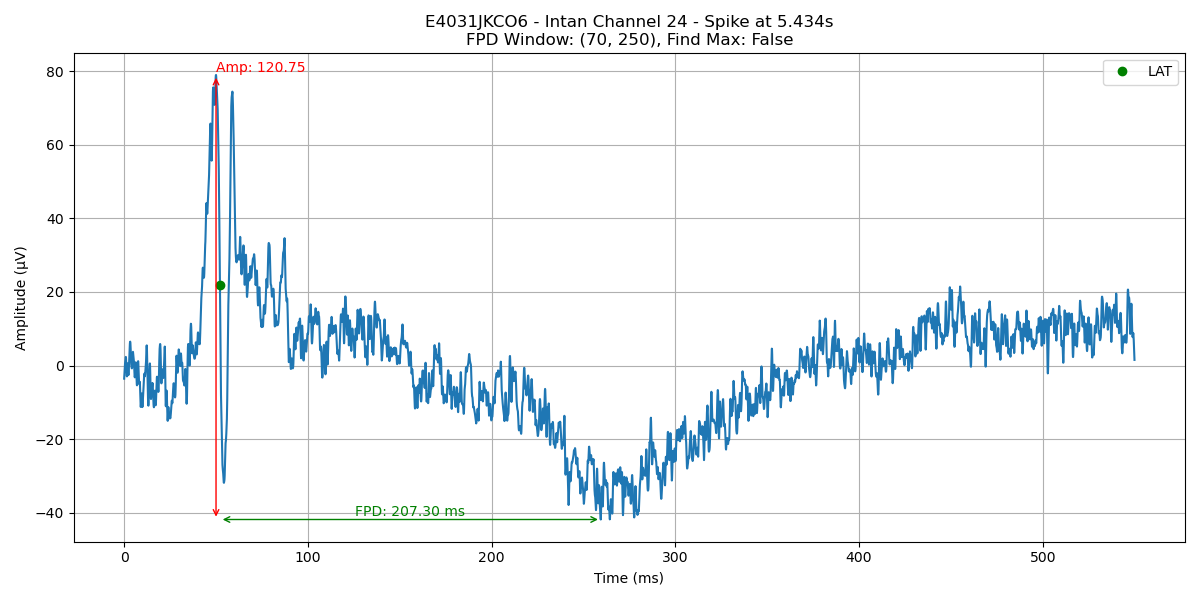 E4031JKCO6 - Intan Channel 24 - Spike at 5.434s
FPD Window: (70, 250), Find Max: False
Amp: 120.75
LAT
80
60
40
20
0
−20
−40
Amplitude (µV)
FPD: 207.30 ms
0 100 200 300 400 500
Time (ms)